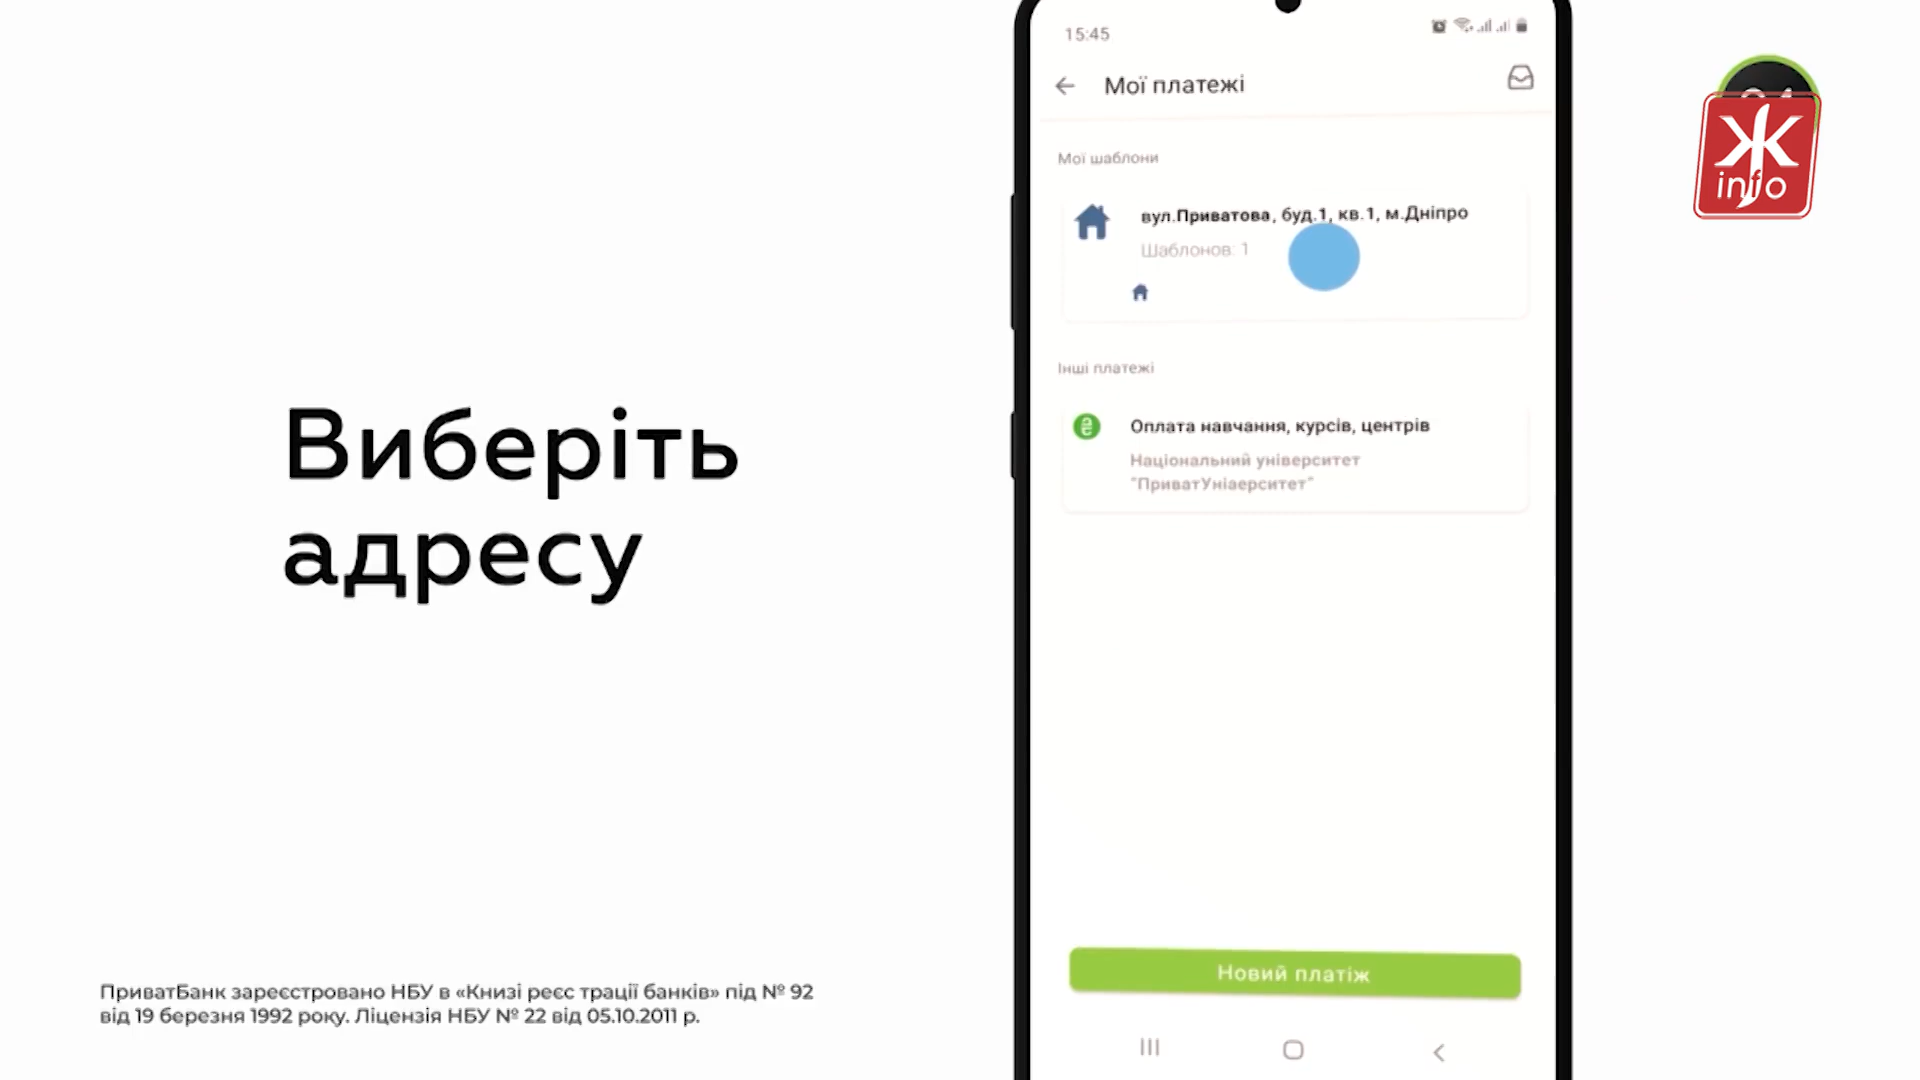 Виберіть
адресу
ПриватБанк зареєстровано НБУ в «Книзі реєс трації банків» під № 92
від 19 березня 1992 року. Ліцензія НБУ № 22 від 05.10.2011 р.
15:45
Мої платежі
Мої шаблони
вул.Приватова, буд.1, кв.1, м.Дніпро
Шаблонов: 1
Інші платежі
Оплата навчання, курсів, центрів
Національний університет
"ПриватУніаерситет"
Новий платіж
Ж
info